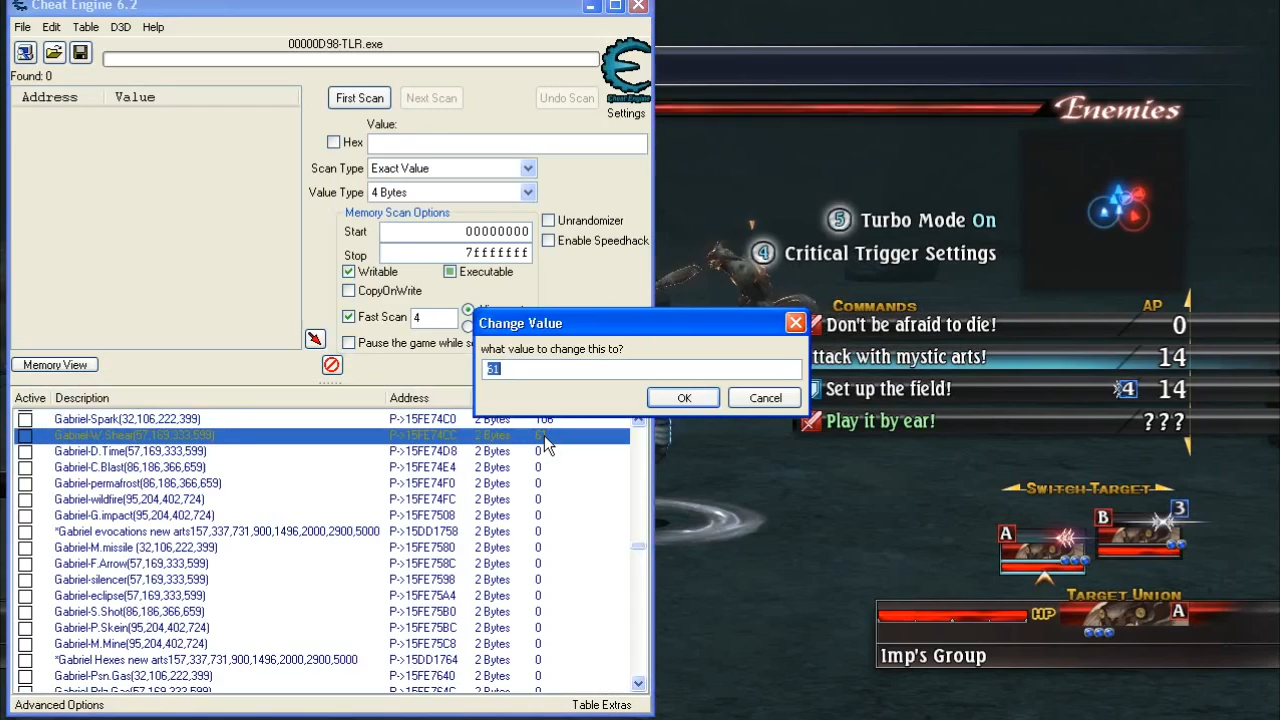 Cheat Engine 6.2
File Edit Table D3D Help
00000D98-TLR.exe
Found: 0
Address Value
First Scan Next Scan Undo Scan
Cheat Engine
Settings
Value:
Hex
Scan Type Exact Value
Value Type 4 Bytes
Memory Scan Options
Start 00000000
Stop 7fffffff
Unrandomizer
Enable Speedhack
Writable Executable
CopyOnWrite
Fast Scan 4
Pause the game while
Memory View
Change Value
what value to change this to?
61
OK Cancel
Active Description Address
Gabriel-Spark(32,106,222,399) P->15FE74C0 2 Bytes 106
Gabriel-W.Shear(57,169,333,599) P->15FE74CC 2 Bytes
Gabriel-D.Time(57,169,333,599) P->15FE74D8 2 Bytes 0
Gabriel-C.Blast(86,186,366,659) P->15FE74E4 2 Bytes 0
Gabriel-permafrost(86,186,366,659) P->15FE74F0 2 Bytes 0
Gabriel-wildfire(95,204,402,724) P->15FE74FC 2 Bytes 0
Gabriel-G.impact(95,204,402,724) P->15FE7508 2 Bytes 0
*Gabriel evocations new arts157,337,731,900,1496,2000,2900,5000 P->15DD1758 2 Bytes 0
Gabriel-M.missile (32,106,222,399) P->15FE7580 2 Bytes 0
Gabriel-F.Arrow(57,169,333,599) P->15FE758C 2 Bytes 0
Gabriel-silencer(57,169,333,599) P->15FE7598 2 Bytes 0
Gabriel-eyista(57,169,333,599) P->15FE75A4 2 Bytes 0
Gabriel-S.Shot(86,186,366,659) P->15FE75B0 2 Bytes 0
Gabriel-P.Skein(95,204,402,724) P->15FE75BC 2 Bytes 0
Gabriel-M.Mine(95,204,402,724) P->15FE75C8 2 Bytes 0
*Gabriel Hexes new arts157,337,731,900,1496,2000,2900,5000 P->15DD1764 2 Bytes 0
Gabriel-Psn.Gas(32,106,222,399) P->15FE7640 2 Bytes 0
Advanced Options Table Extras
Enemies
5 Turbo Mode On
4 Critical Trigger Settings
Commands AP
Don't be afraid to die! 0
ttack with mystic arts! 14
Set up the field! 4 14
Play it by ear! ???
Switch Target
A B 3
Target Union
HP A
Imp's Group